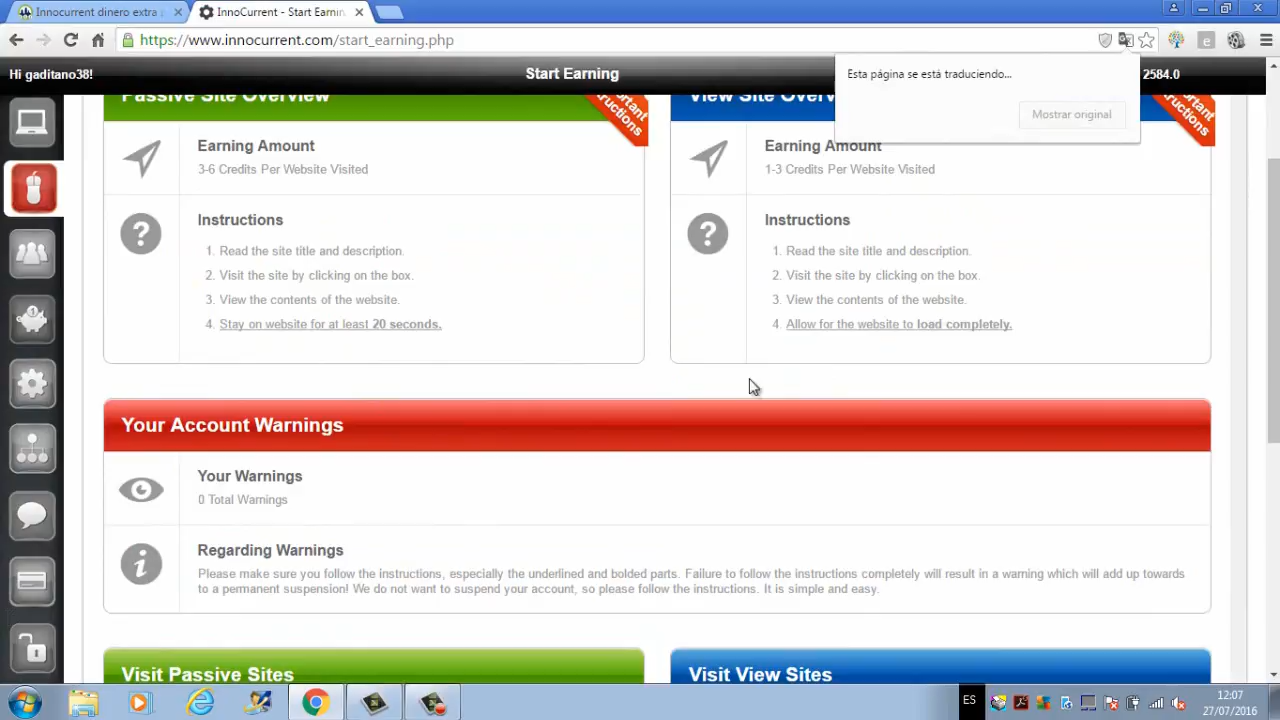 Innocurrent dinero extra
InnoCurrent - Start Earnin
https://www.innocurrent.com/start_earning.php
Esta página se está traduciendo...
Mostrar original
Hi gaditano38!
Start Earning
2584.0
Passive Site Overview
Instructions
Earning Amount
3-6 Credits Per Website Visited
Instructions
1. Read the site title and description.
2. Visit the site by clicking on the box.
3. View the contents of the website.
4. Stay on website for at least 20 seconds.
View Site Overv
Instructions
Earning Amount
1-3 Credits Per Website Visited
Instructions
1. Read the site title and description.
2. Visit the site by clicking on the box.
3. View the contents of the website.
4. Allow for the website to load completely.
Your Account Warnings
Your Warnings
0 Total Warnings
Regarding Warnings
Please make sure you follow the instructions, especially the underlined and bolded parts. Failure to follow the instructions completely will result in a warning which will add up towards
to a permanent suspension! We do not want to suspend your account, so please follow the instructions. It is simple and easy.
Visit Passive Sites
Visit View Sites
ES
12:07
27/07/2016